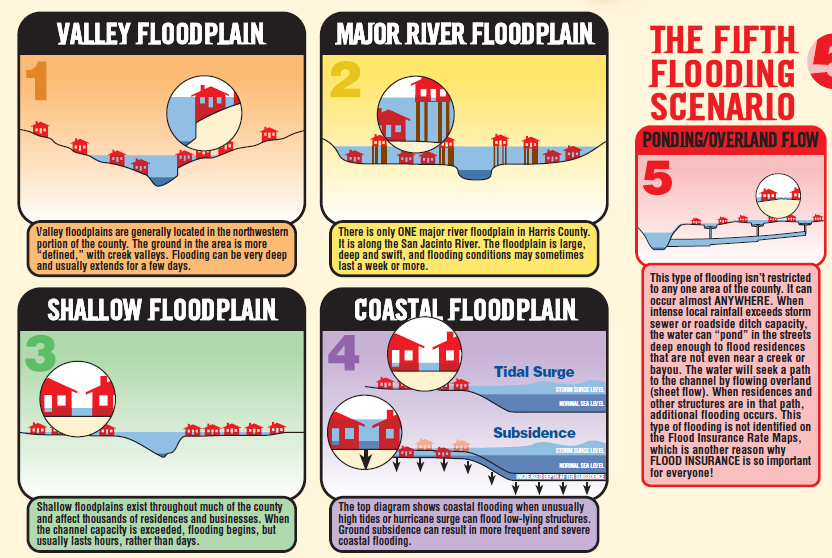 VALLEY FLOODPLAIN
1
Valley floodplains are generally located in the northwestern
portion of the county. The ground in the area is more
"defined," with creek valleys. Flooding can be very deep
and usually extends for a few days.
MAJOR RIVER FLOODPLAIN
2
There is only ONE major river floodplain in Harris County.
It is along the San Jacinto River. The floodplain is large,
deep and swift, and flooding conditions may sometimes
last a week or more.
SHALLOW FLOODPLAIN
3
Shallow floodplains exist throughout much of the county
and affect thousands of residences and businesses. When
the channel capacity is exceeded, flooding begins, but
usually lasts hours, rather than days.
COASTAL FLOODPLAIN
4
Tidal Surge
STORM SURGE LEVEL
NORMAL SEA LEVEL
Subsidence
STORM SURGE LEVEL
NORMAL SEA LEVEL
INCREASED DEPTH AFTER SUBSIDENCE
The top diagram shows coastal flooding when unusually
high tides or hurricane surge can flood low-lying structures.
Ground subsidence can result in more frequent and severe
coastal flooding.
THE FIFTH
FLOODING
SCENARIO
5
PONDING/OVERLAND FLOW
5
This type of flooding isn't restricted
to any one area of the county. It can
occur almost ANYWHERE. When
intense local rainfall exceeds storm
sewer or roadside ditch capacity,
the water can "pond" in the streets
deep enough to flood residences
that are not even near a creek or
bayou. The water will seek a path
to the channel by flowing overland
(sheet flow). When residences and
other structures are in that path,
additional flooding occurs. This
type of flooding is not identified on
the Flood Insurance Rate Maps,
which is another reason why
FLOOD INSURANCE is so important
for everyone!